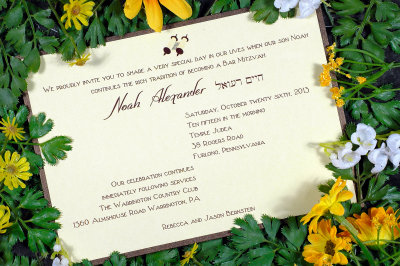 We proudly invite you to share a very special day in our lives when our son Noah
continues the rich tradition of becoming a Bar Mitzvah
Noah Alexander חיים רפאל
Saturday, October twenty sixth, 2013
Ten fifteen in the morning
Temple Judea
38 Rogers Road
Furlong, Pennsylvania
Our celebration continues
immediately following services
The Warrington Country Club
1360 Almshouse Road Warrington, PA
Rebecca and Jason Bernstein